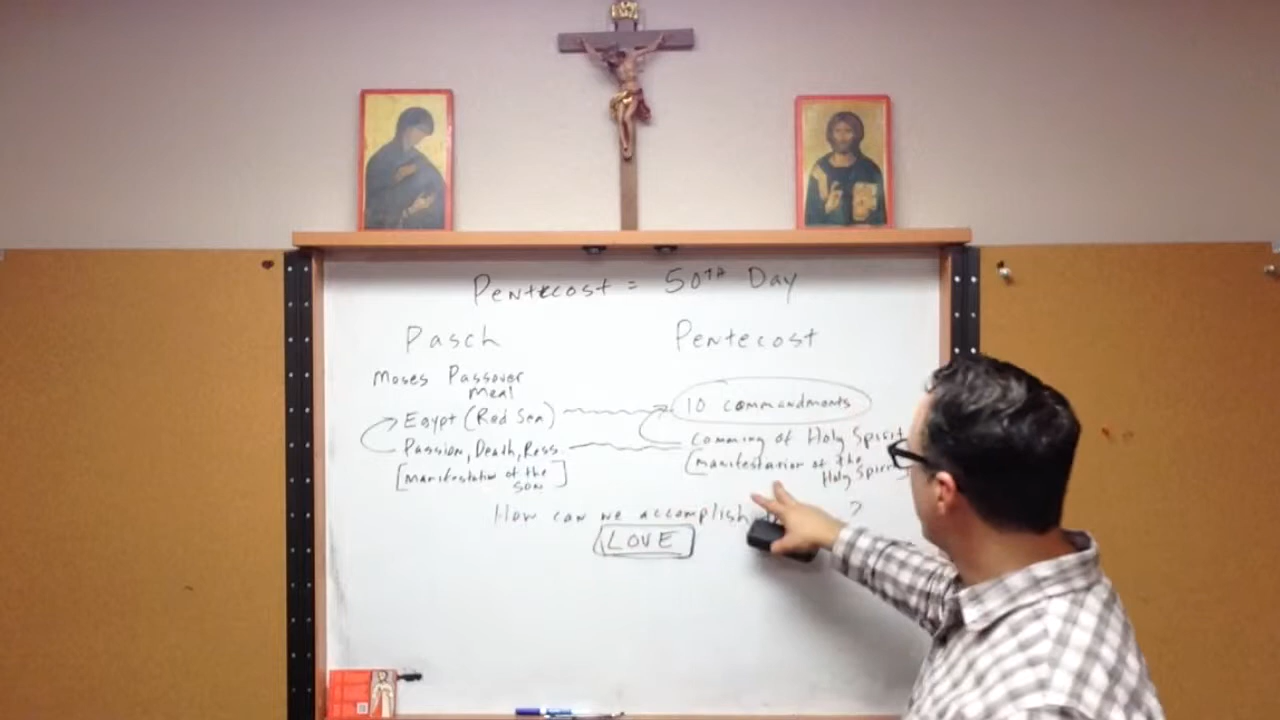 Pentecost = 50TH Day
Pasch
Pentecost
Moses Passover
meal
Egypt (Red Sea)
Passion, Death, Ress.
[Manifestation of the
SON]
10 commandments
comming of Holy Spirit
[manifestation of the
Holy Spirit
How can we accomplish ?
LOVE